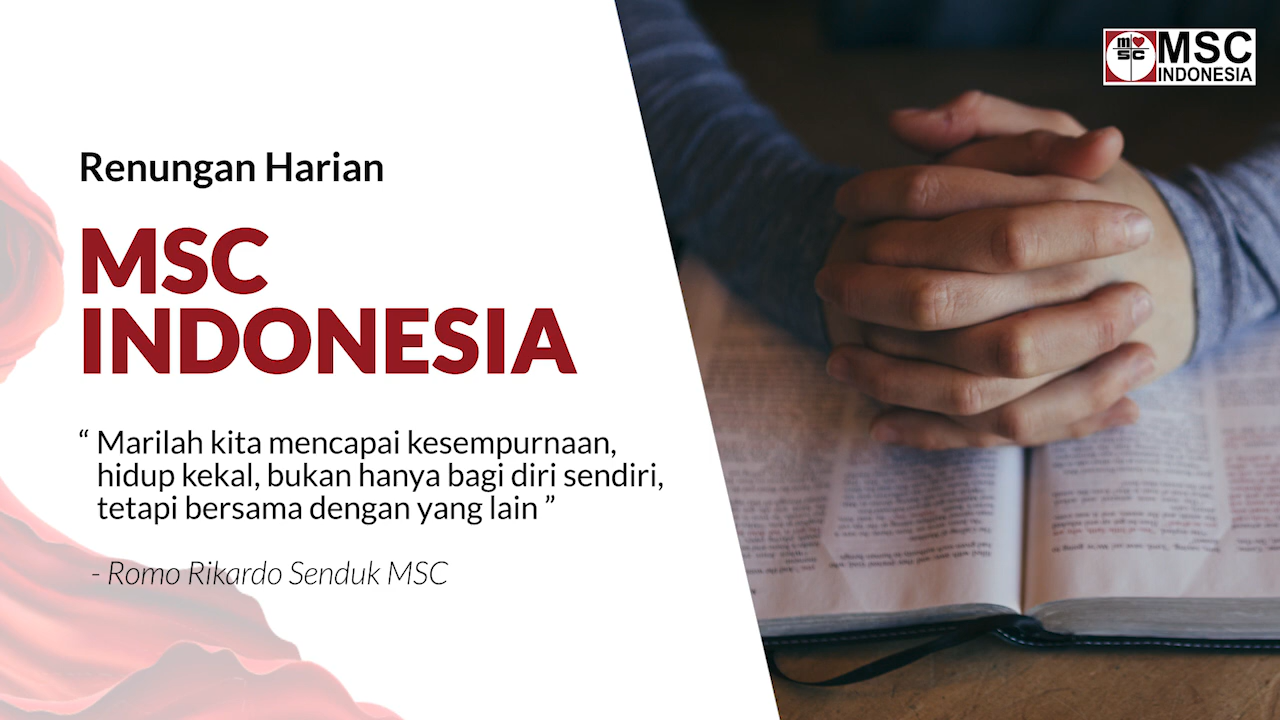 MSC
INDONESIA
Renungan Harian
MSC
INDONESIA
“ Marilah kita mencapai kesempurnaan,
hidup kekal, bukan hanya bagi diri sendiri,
tetapi bersama dengan yang lain ”
- Romo Rikardo Senduk MSC